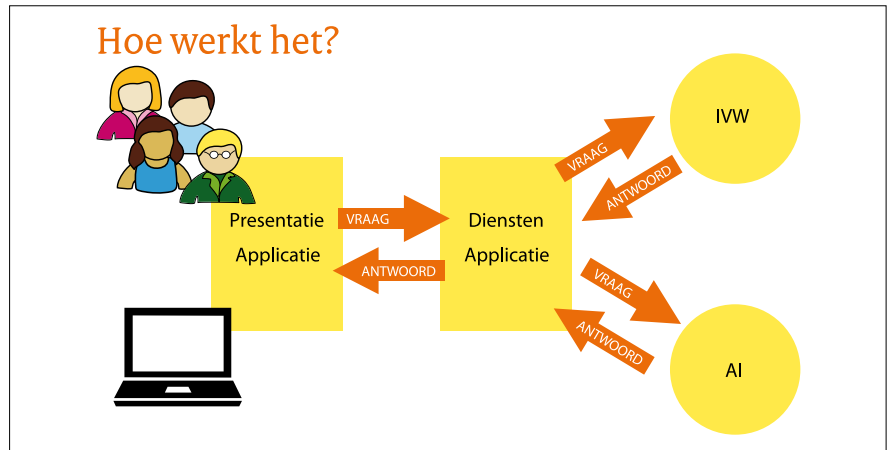 Hoe werkt het?
Presentatie
Applicatie
VRAAG
ANTWOORD
Diensten
Applicatie
VRAAG
ANTWOORD
IVW
VRAAG
ANTWOORD
AI